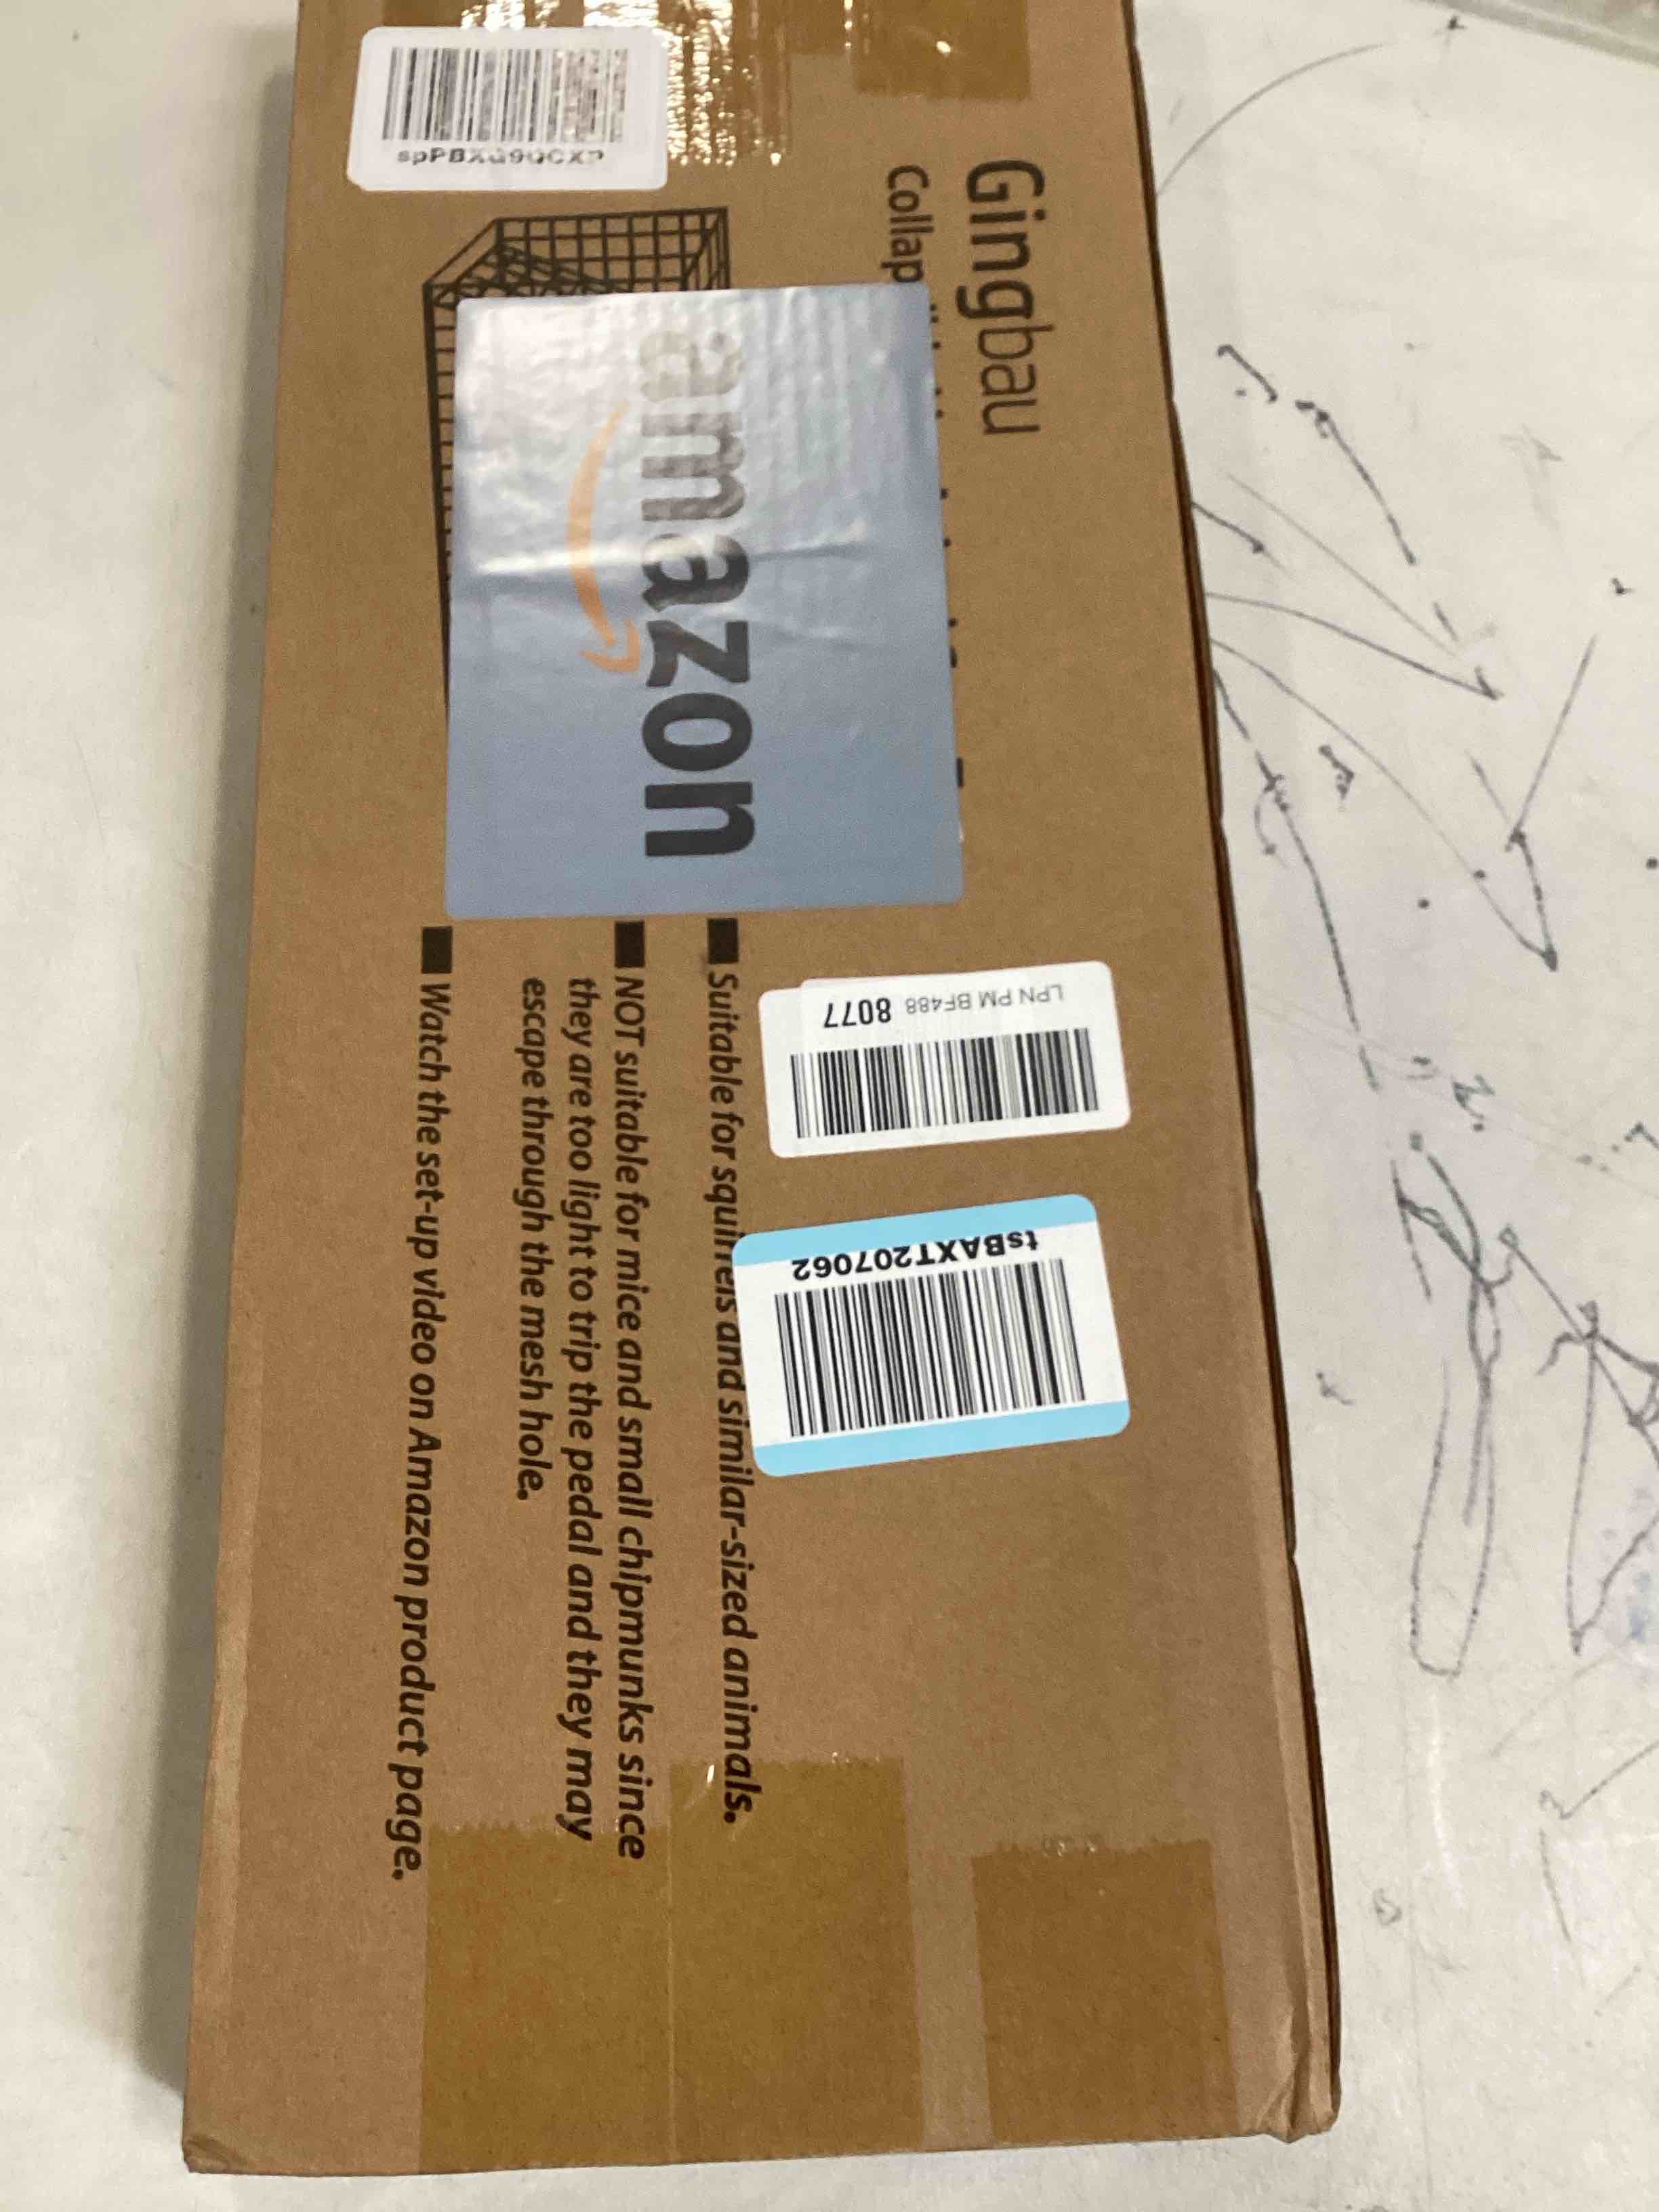 Gingbau
Collap
amazon
Suitable for squirrels and similar-sized animals.
NOT suitable for mice and small chipmunks since
they are too light to trip the pedal and they may
escape through the mesh hole.
Watch the set-up video on Amazon product page.
LPN PM BF488 8077
tsBAXT207062